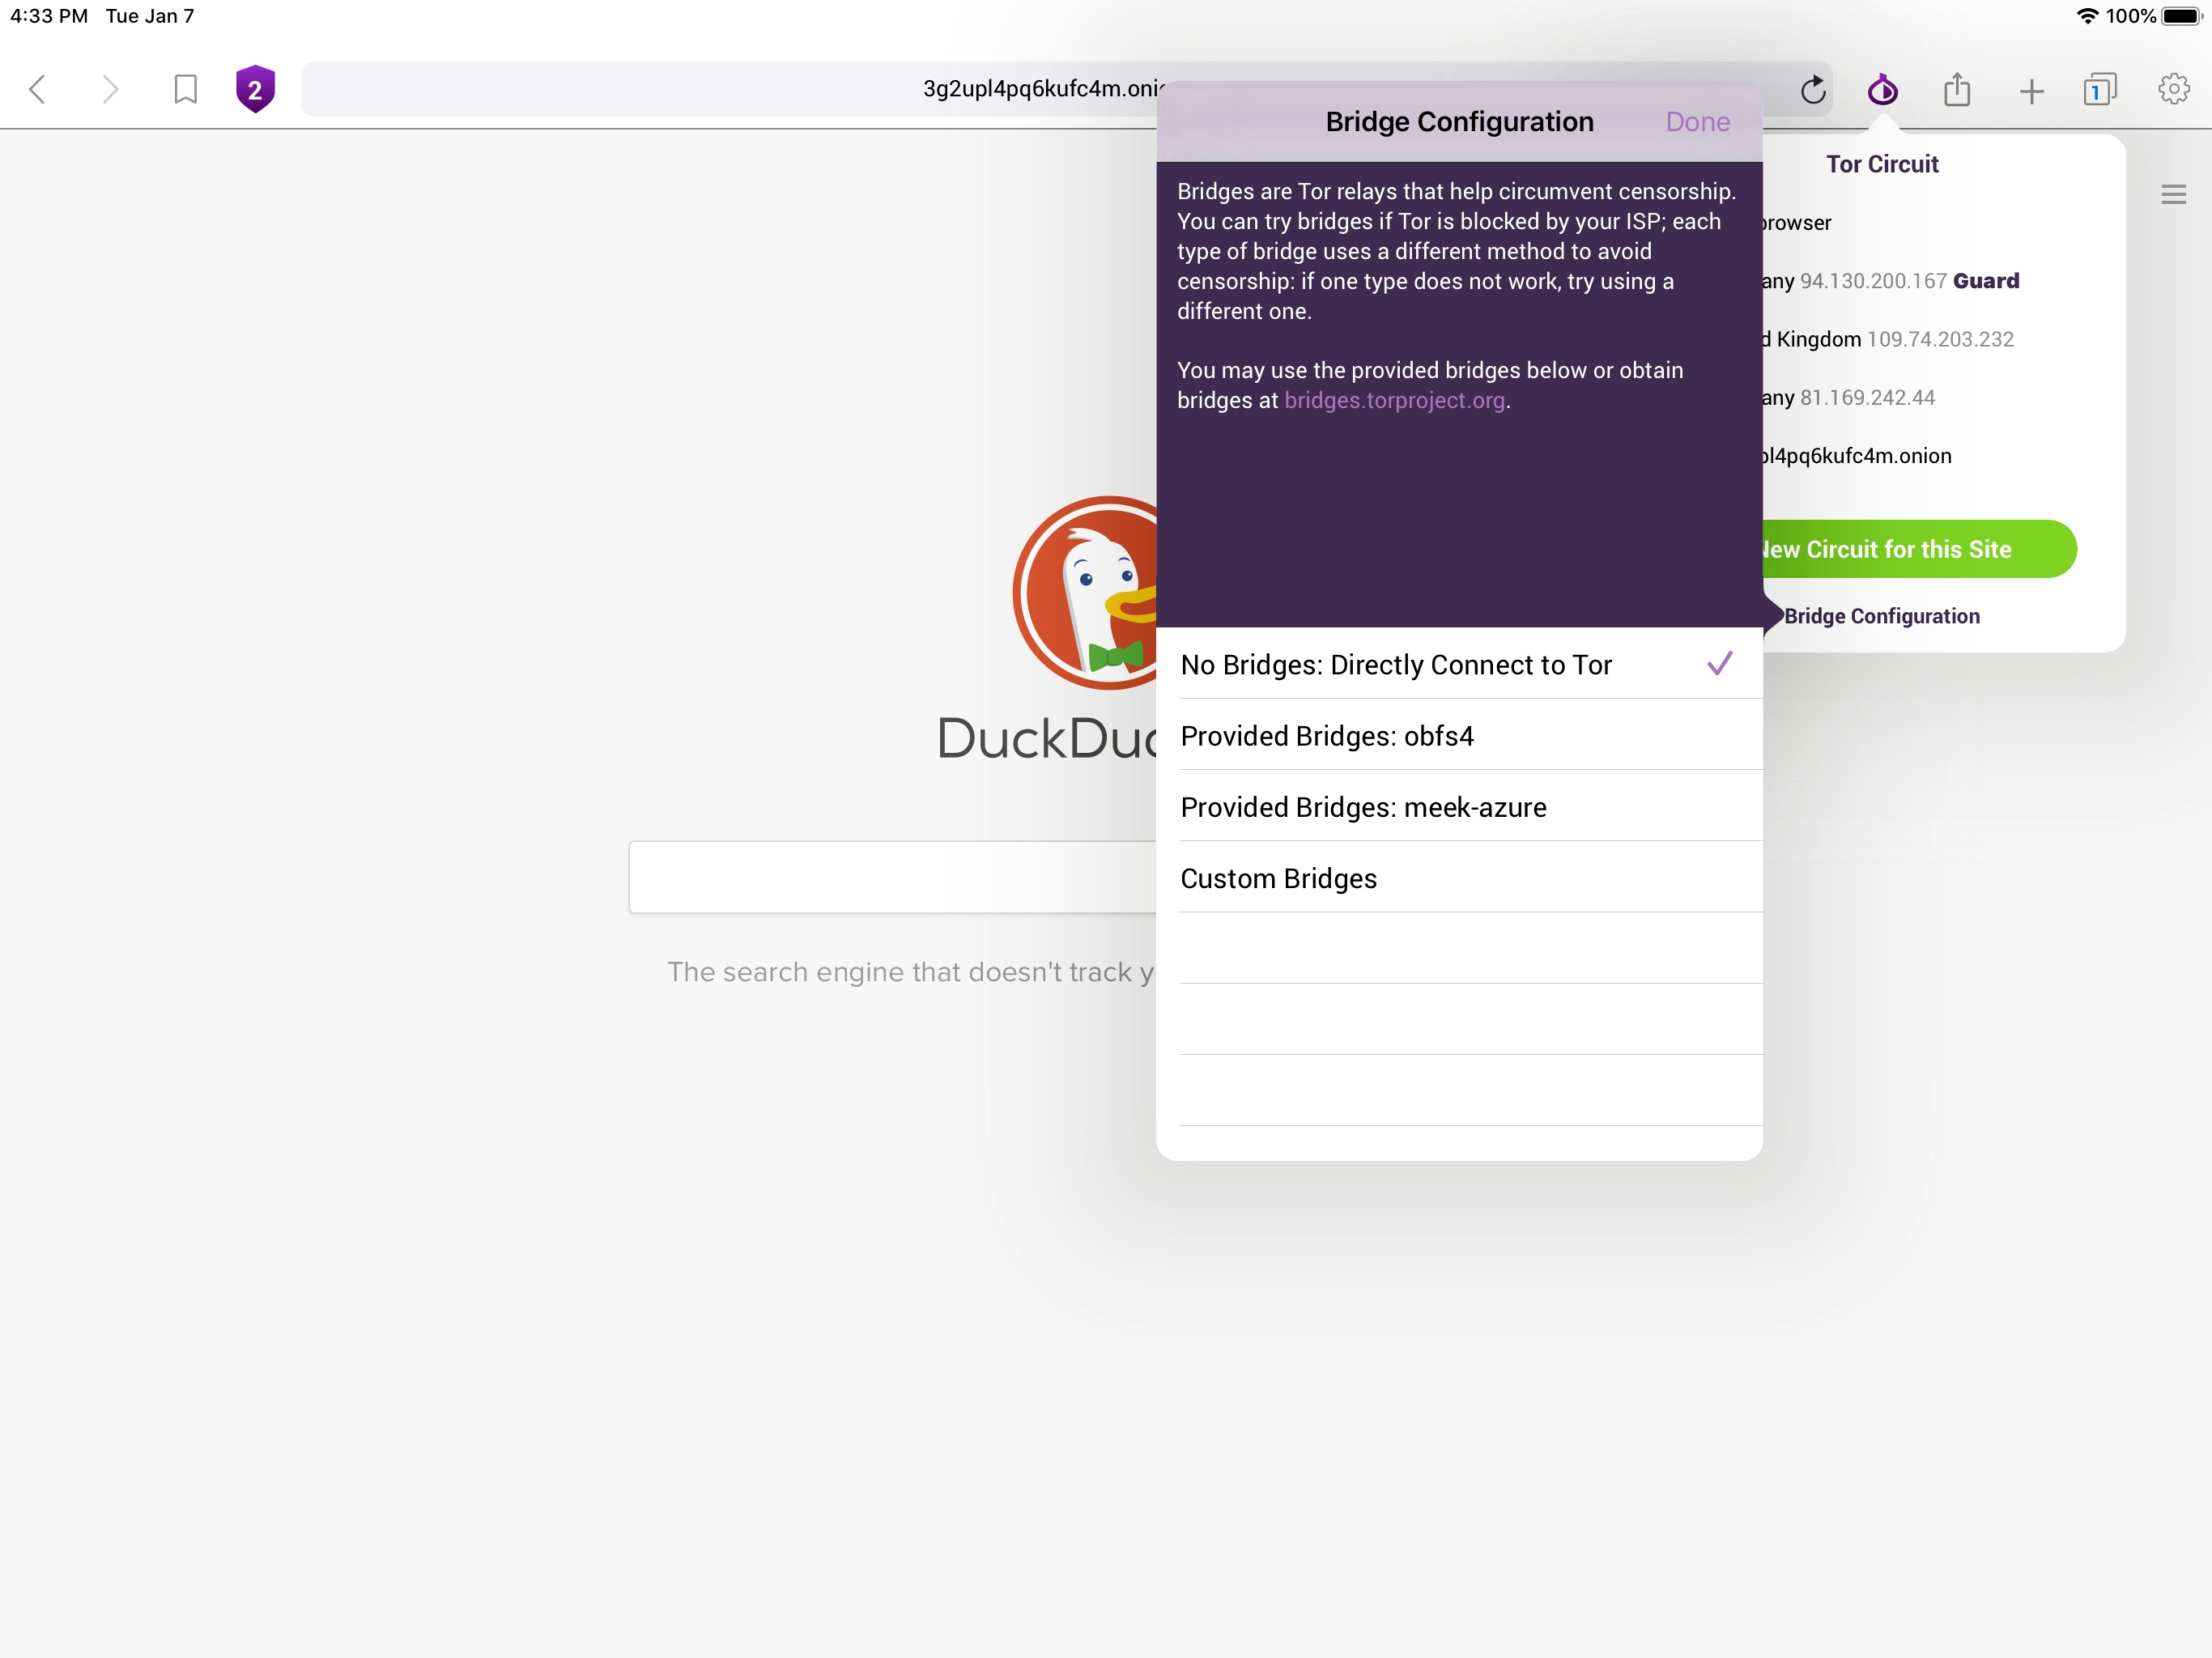 4:33 PM Tue Jan 7
100%
2
3g2upl4pq6kufc4m.oni
1
Bridge Configuration
Done
Bridges are Tor relays that help circumvent censorship.
You can try bridges if Tor is blocked by your ISP; each
type of bridge uses a different method to avoid
censorship: if one type does not work, try using a
different one.
You may use the provided bridges below or obtain
bridges at bridges.torproject.org.
No Bridges: Directly Connect to Tor
Provided Bridges: obfs4
Provided Bridges: meek-azure
Custom Bridges
Tor Circuit
browser
any 94.130.200.167 Guard
d Kingdom 109.74.203.232
any 81.169.242.44
pl4pq6kufc4m.onion
New Circuit for this Site
Bridge Configuration
DuckDuc
The search engine that doesn't track y